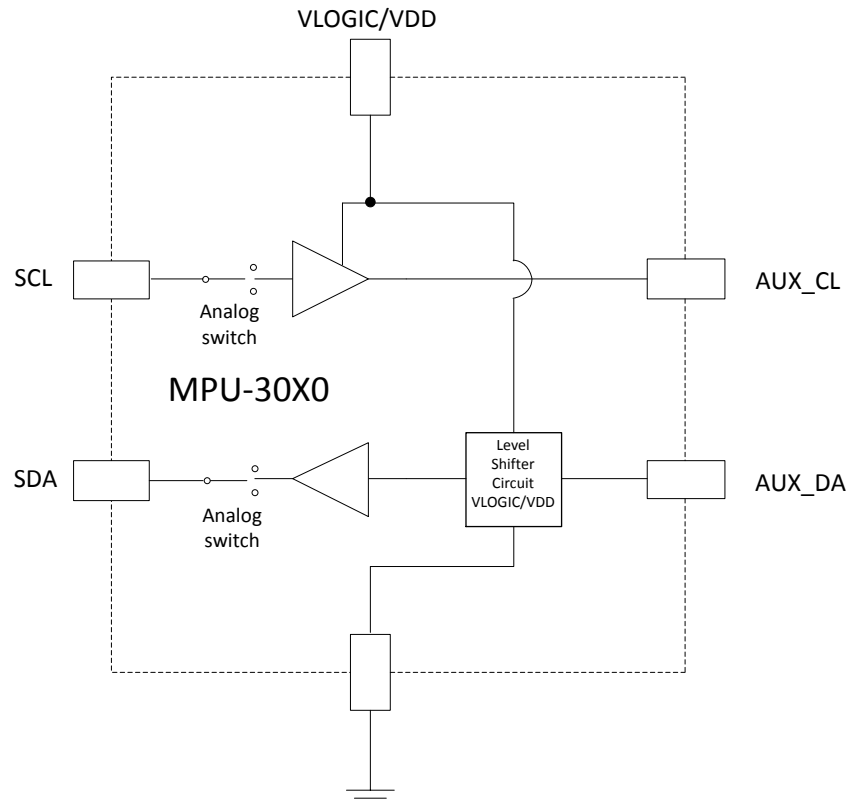 VLOGIC/VDD
SCL
AUX_CL
Analog
switch
MPU-30X0
SDA
Level
Shifter
Circuit
VLOGIC/VDD
AUX_DA
Analog
switch